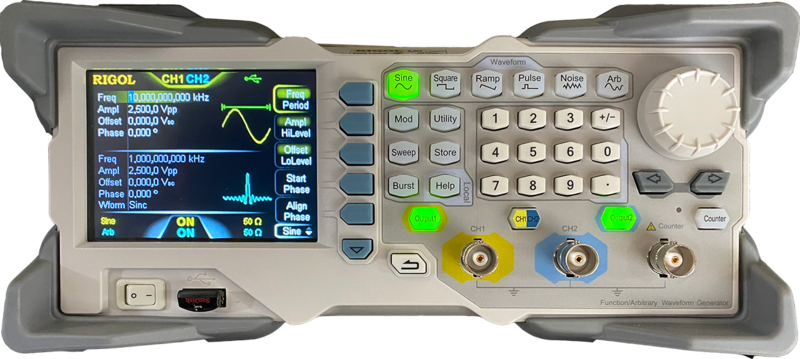 RIGOL CH1 CH2
Freq 10,000,000,000 kHz
Ampl 2,500,0 Vpp
Offset 0,000,0 VDC
Phase 0,000 °
Freq 1,000,000,000 kHz
Ampl 2,500,0 Vpp
Offset 0,000,0 VDC
Phase 0,000 °
Wform Sinc
Sine ON 50 Ω
Arb ON 50 Ω
Freq
Period
Ampl
HiLevel
Offset
LoLevel
Start
Phase
Align
Phase
Sine
Waveform
Sine Square Ramp Pulse Noise Arb
Mod Utility
Sweep Store
Burst Help
Local
1 2 3 +/-
4 5 6 0
7 8 9 .
Output1 CH1CH2 Output2 Counter
CH1 CH2 Counter
Function/Arbitrary Waveform Generator
SanDisk
O –